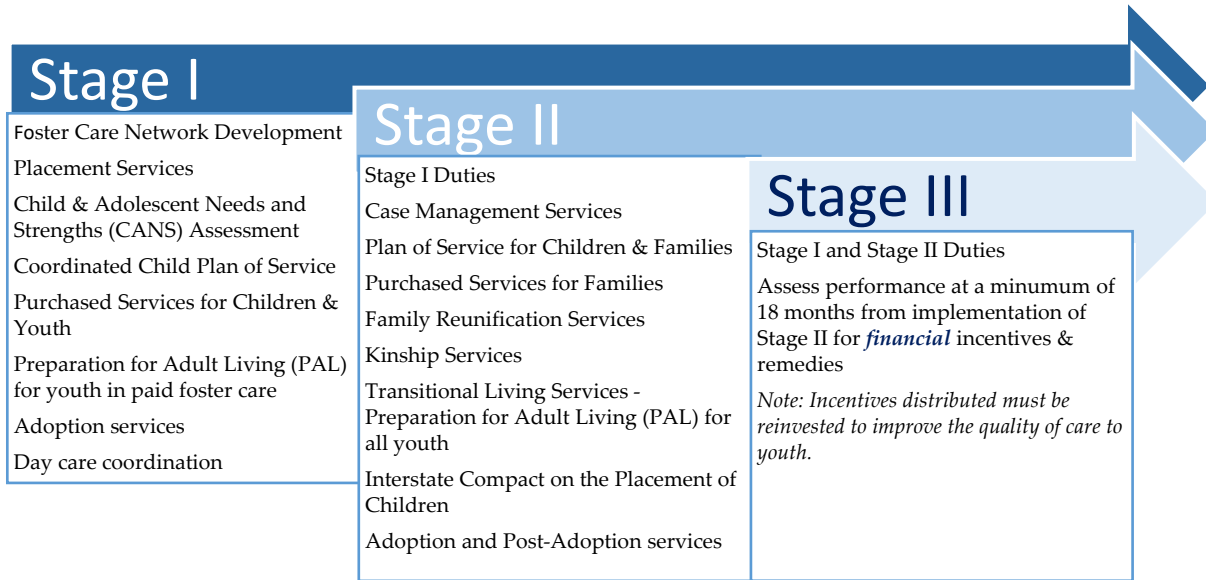 Stage I
Foster Care Network Development
Placement Services
Child & Adolescent Needs and
Strengths (CANS) Assessment
Coordinated Child Plan of Service
Purchased Services for Children &
Youth
Preparation for Adult Living (PAL)
for youth in paid foster care
Adoption services
Day care coordination
Stage II
Stage I Duties
Case Management Services
Plan of Service for Children & Families
Purchased Services for Families
Family Reunification Services
Kinship Services
Transitional Living Services -
Preparation for Adult Living (PAL) for
all youth
Interstate Compact on the Placement of
Children
Adoption and Post-Adoption services
Stage III
Stage I and Stage II Duties
Assess performance at a minumum of
18 months from implementation of
Stage II for financial incentives &
remedies
Note: Incentives distributed must be
reinvested to improve the quality of care to
youth.